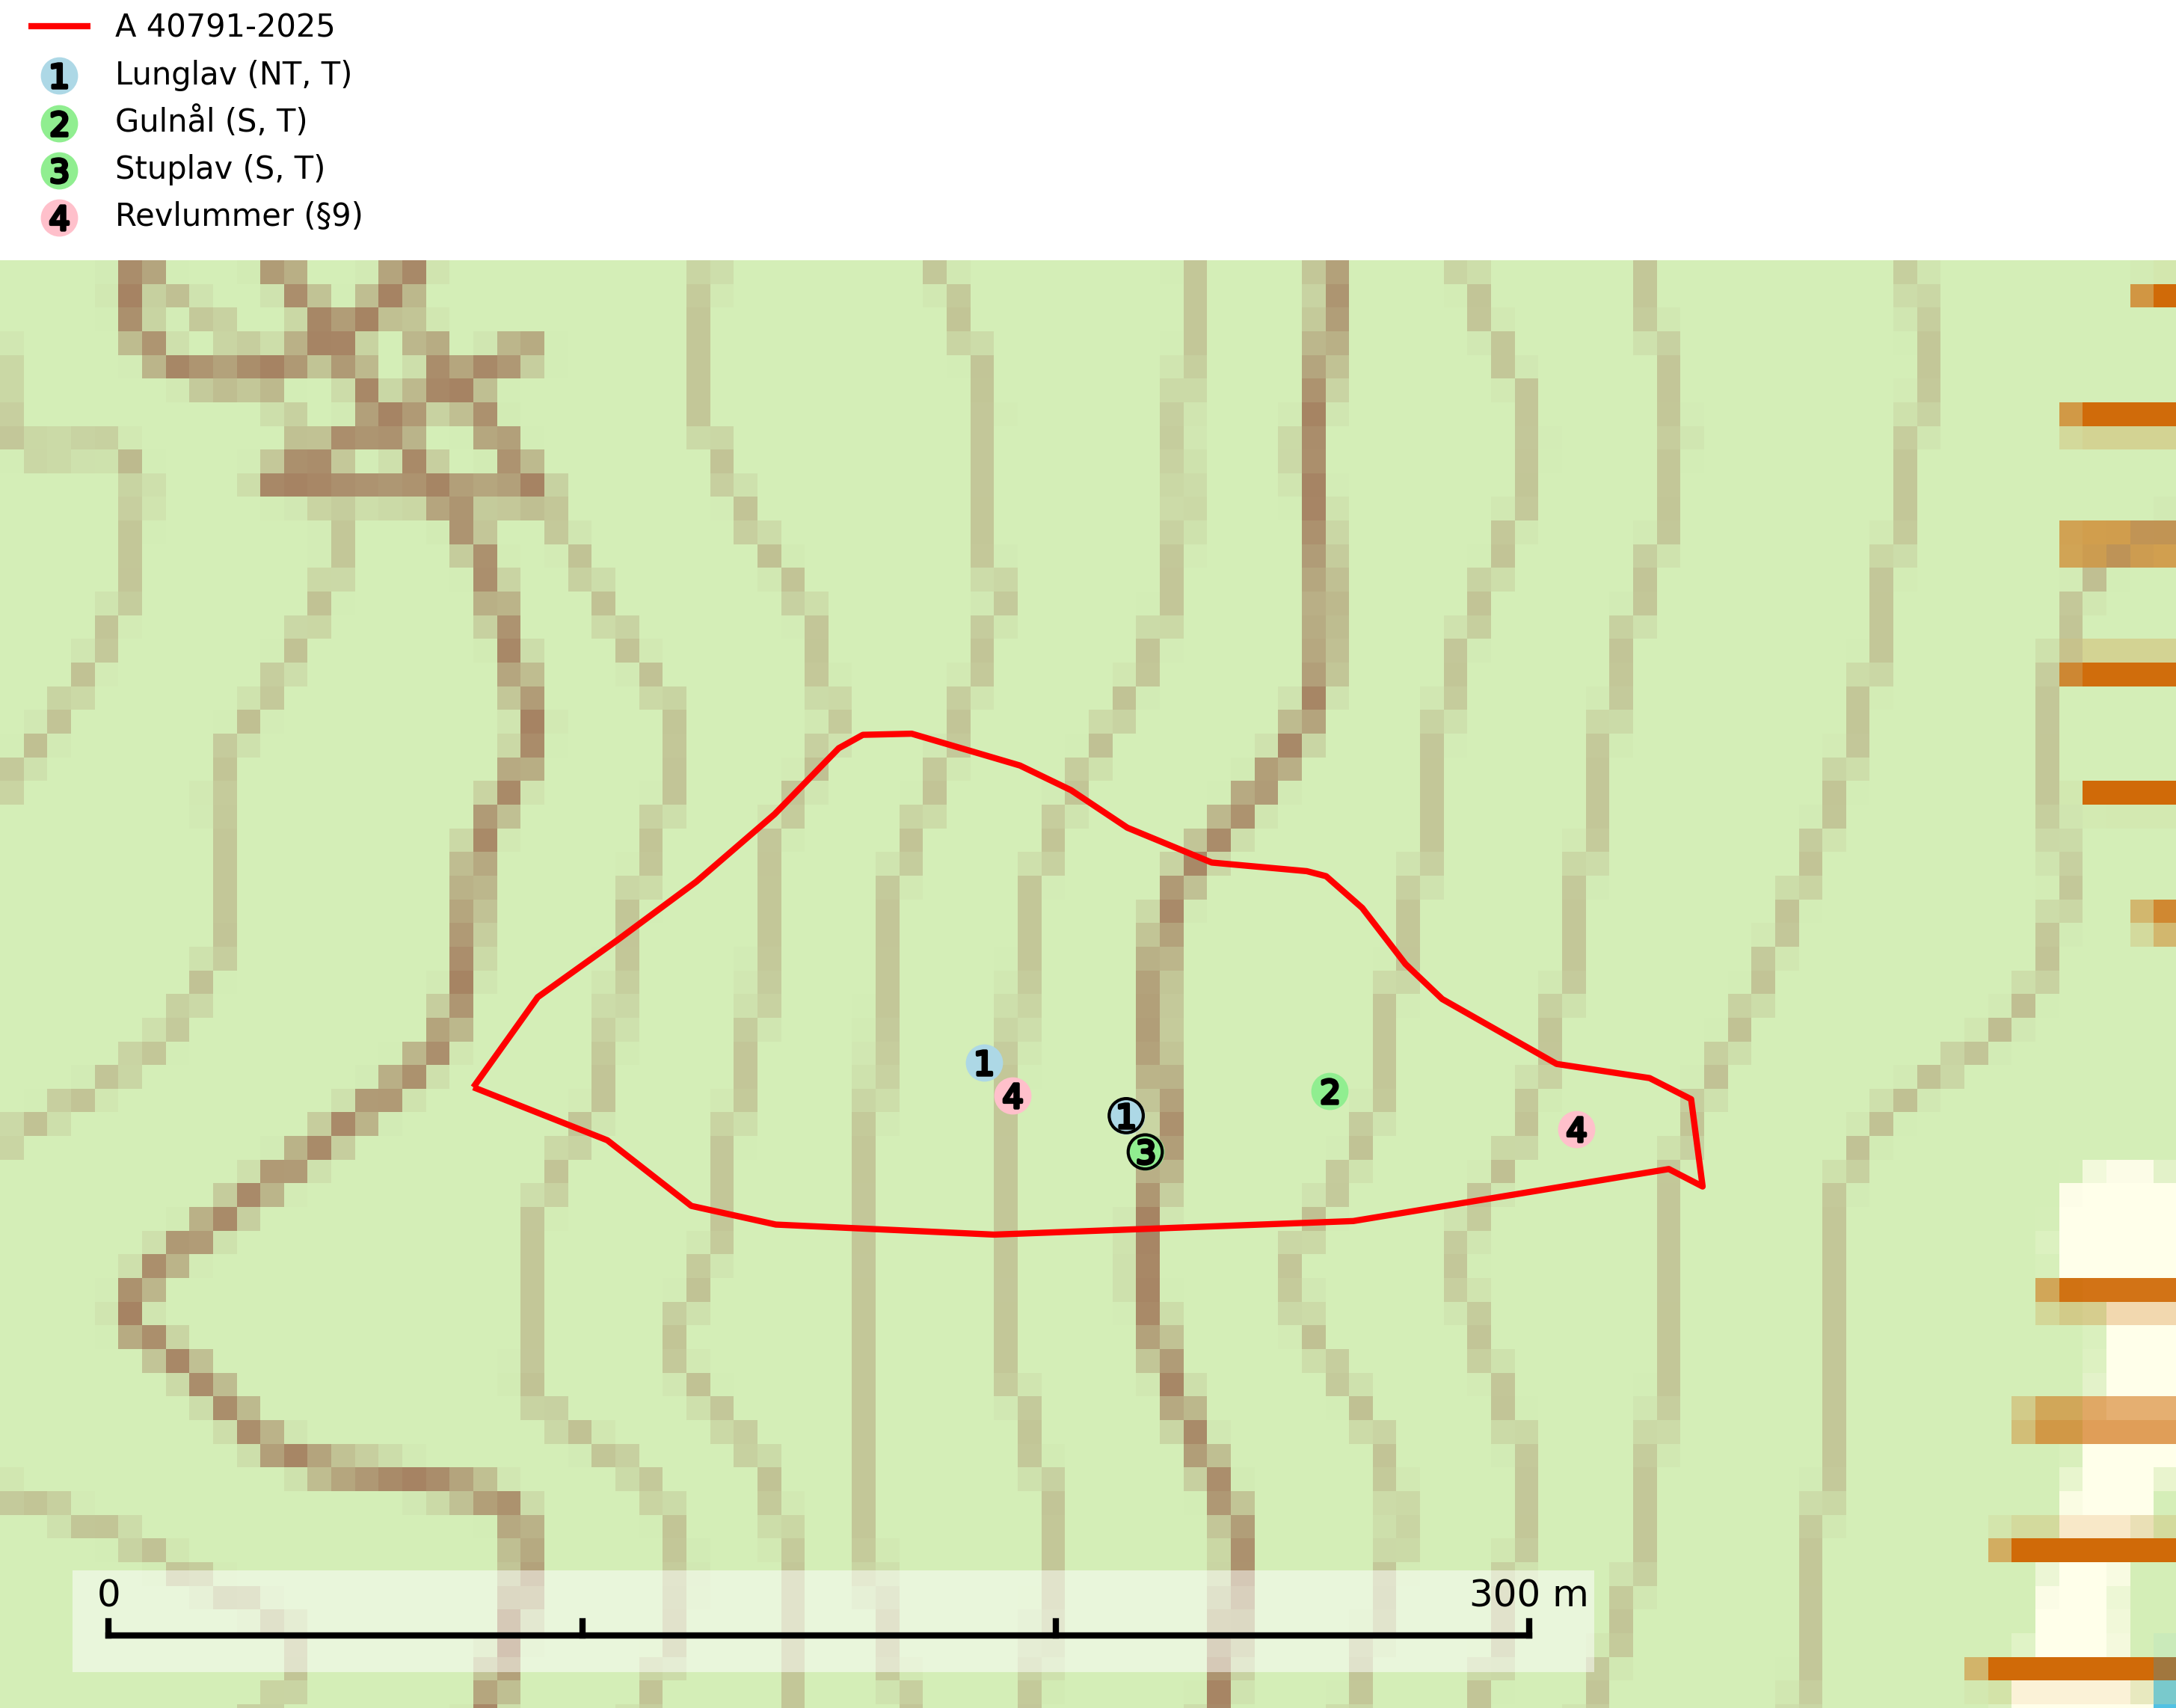 A 40791-2025
1 Lunglav (NT, T)
2 Gulnål (S, T)
3 Stuplav (S, T)
4 Revlummer (§9)
1
4
1
3
2
4
0 300 m